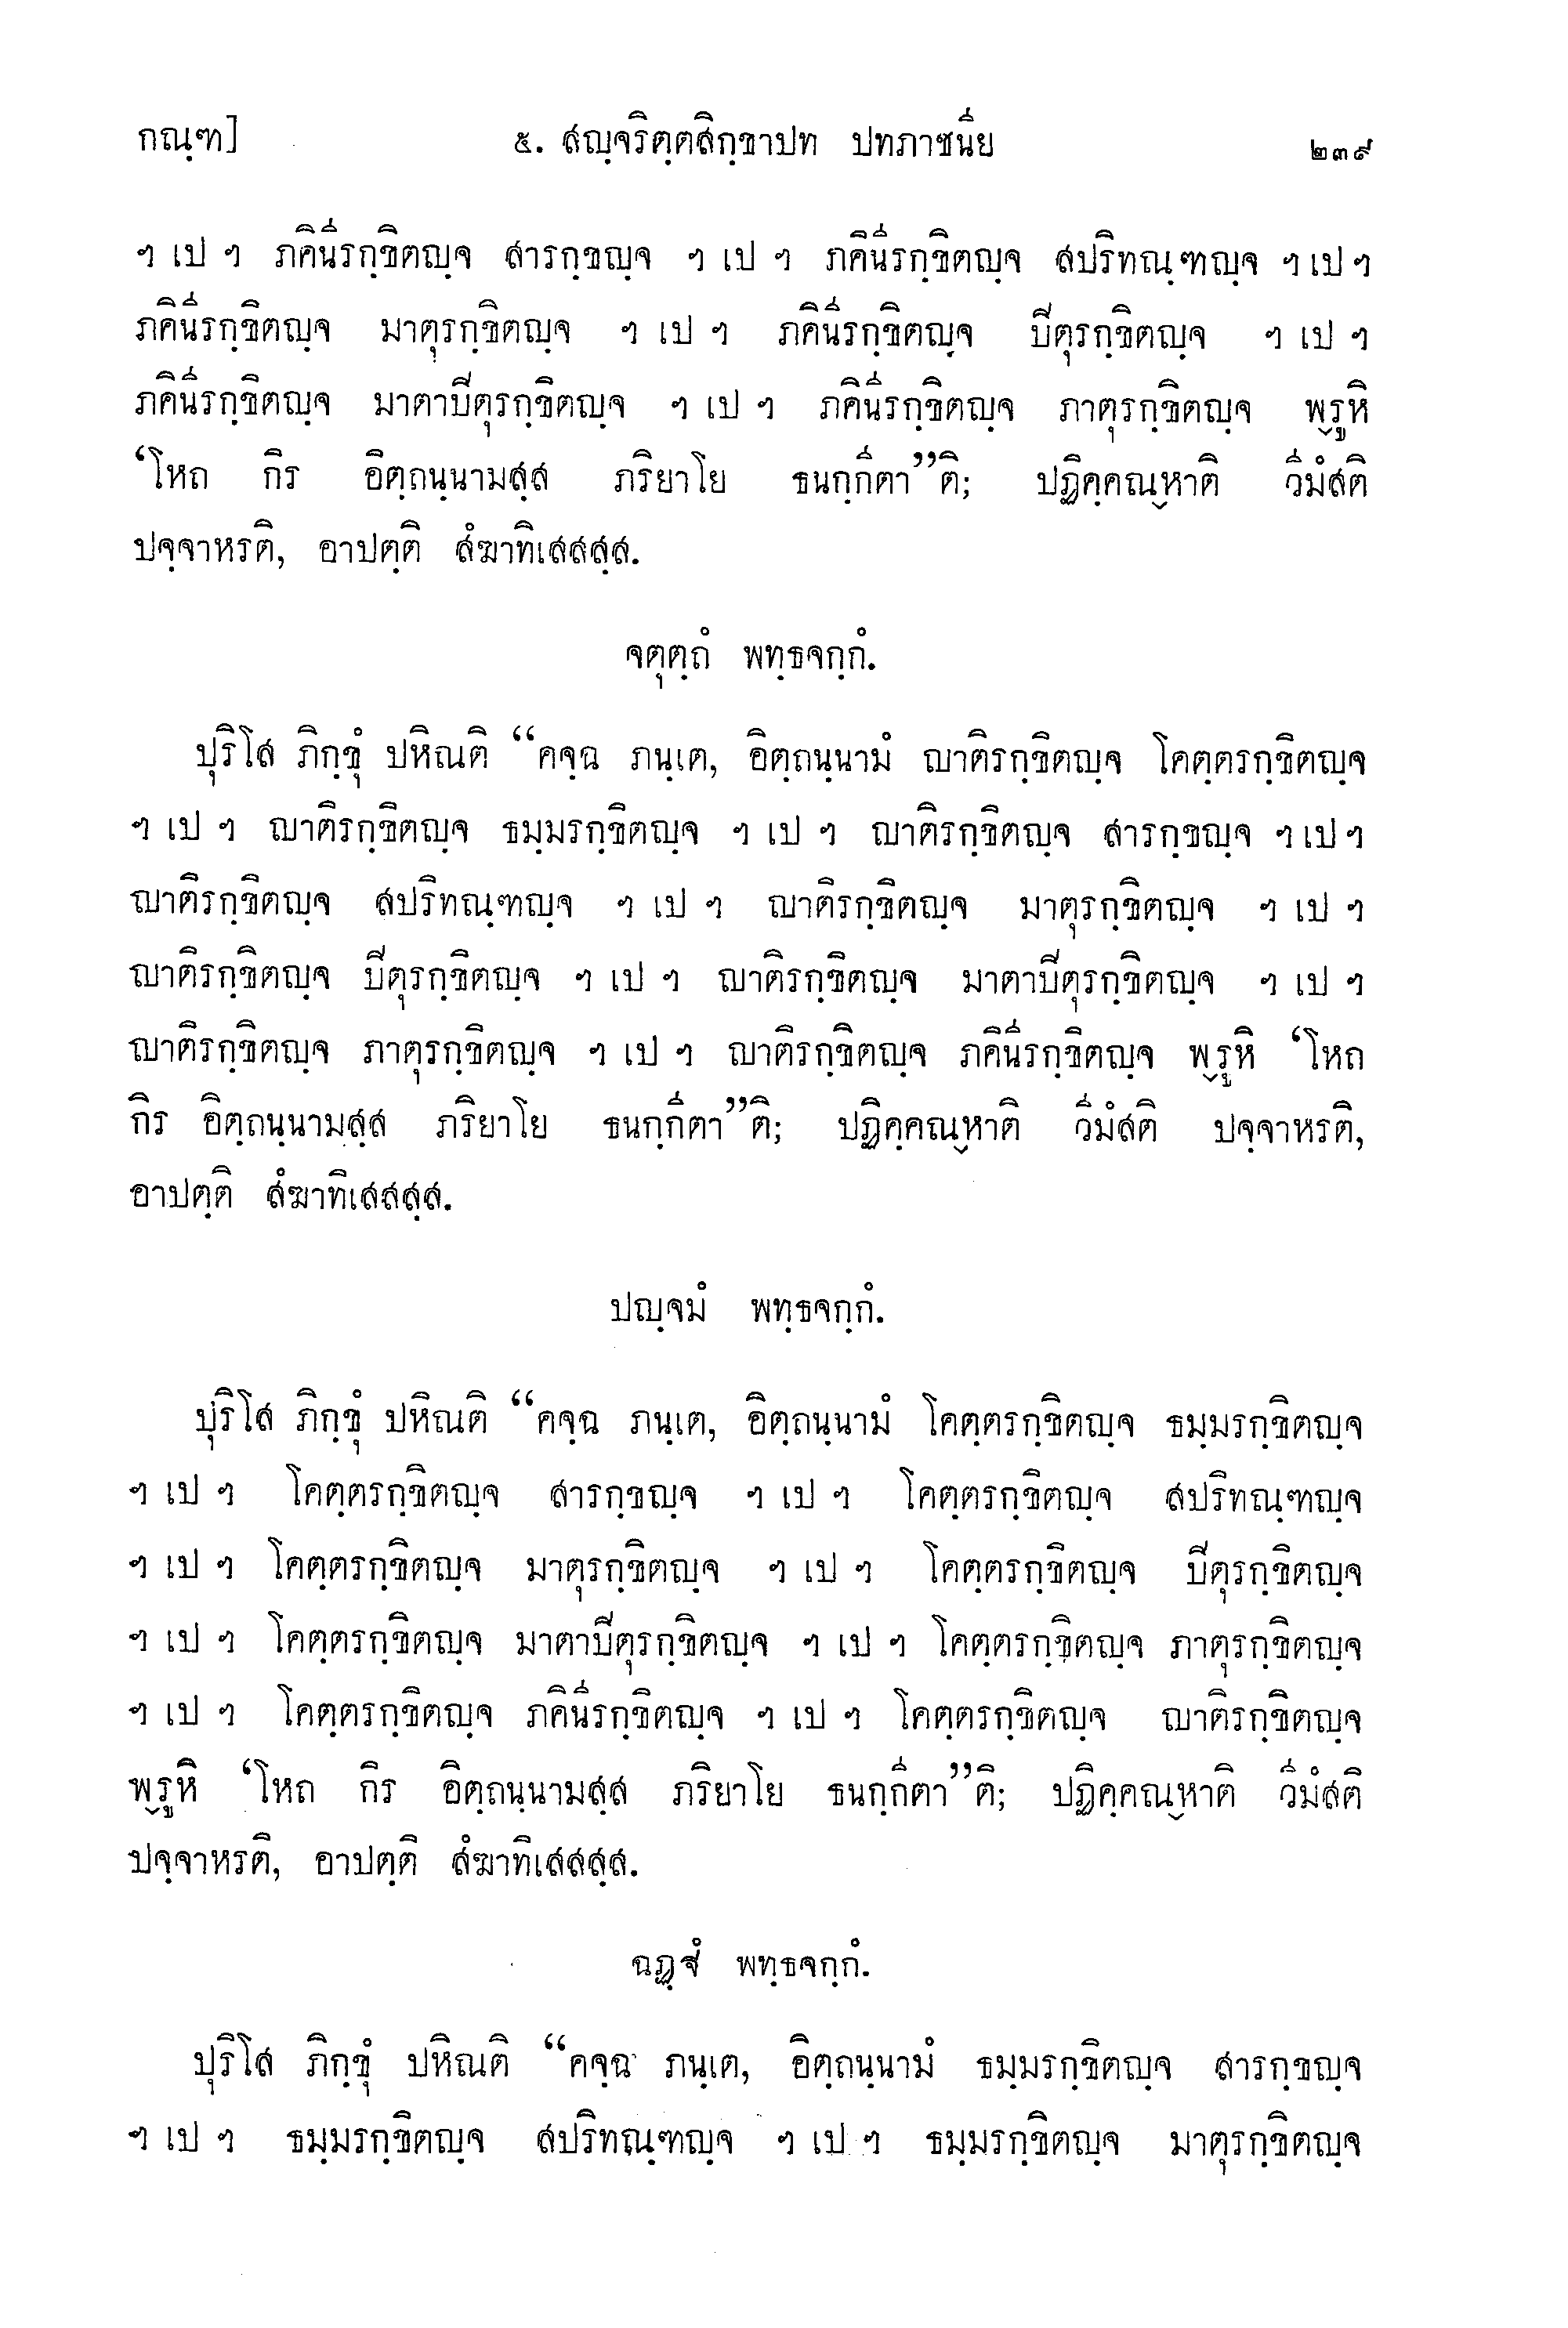 กณฺฑ] ๕. สญฺจริตฺตสิกฺขาปท ปทภาชนีย ๒๓๙
ฯ เป ฯ ภคินีรกฺขิตญฺจ สารกฺขญฺจ ฯ เป ฯ ภคินีรกฺขิตญฺจ สปริทณฺฑญฺจ ฯ เป ฯ
ภคินีรกฺขิตญฺจ มาตุรกฺขิตญฺจ ฯ เป ฯ ภคินีรกฺขิตญฺจ ปิตุรกฺขิตญฺจ ฯ เป ฯ
ภคินีรกฺขิตญฺจ มาตาปิตุรกฺขิตญฺจ ฯ เป ฯ ภคินีรกฺขิตญฺจ ภาตุรกฺขิตญฺจ พฺรูหิ
‘โหถ กิร อิตฺถนฺนามสฺส ภริยาโย ธนกฺกีตา”ติ; ปฏิคฺคณฺหาติ วีมํสติ
ปจฺจาหรติ, อาปตฺติ สํฆาทิเสสสฺส.
จตุตฺถํ พทฺธจกฺกํ.
ปุริโส ภิกฺขุํ ปหิณติ “คจฺฉ ภนฺเต, อิตฺถนฺนามํ ญาติรกฺขิตญฺจ โคตฺตรกฺขิตญฺจ
ฯ เป ฯ ญาติรกฺขิตญฺจ ธมฺมรกฺขิตญฺจ ฯ เป ฯ ญาติรกฺขิตญฺจ สารกฺขญฺจ ฯ เป ฯ
ญาติรกฺขิตญฺจ สปริทณฺฑญฺจ ฯ เป ฯ ญาติรกฺขิตญฺจ มาตุรกฺขิตญฺจ ฯ เป ฯ
ญาติรกฺขิตญฺจ ปิตุรกฺขิตญฺจ ฯ เป ฯ ญาติรกฺขิตญฺจ มาตาปิตุรกฺขิตญฺจ ฯ เป ฯ
ญาติรกฺขิตญฺจ ภาตุรกฺขิตญฺจ ฯ เป ฯ ญาติรกฺขิตญฺจ ภคินีรกฺขิตญฺจ พฺรูหิ ‘โหถ
กิร อิตฺถนฺนามสฺส ภริยาโย ธนกฺกีตา”ติ; ปฏิคฺคณฺหาติ วีมํสติ ปจฺจาหรติ,
อาปตฺติ สํฆาทิเสสสฺส.
ปญฺจมํ พทฺธจกฺกํ.
ปุริโส ภิกฺขุํ ปหิณติ “คจฺฉ ภนฺเต, อิตฺถนฺนามํ โคตฺตรกฺขิตญฺจ ธมฺมรกฺขิตญฺจ
ฯ เป ฯ โคตฺตรกฺขิตญฺจ สารกฺขญฺจ ฯ เป ฯ โคตฺตรกฺขิตญฺจ สปริทณฺฑญฺจ
ฯ เป ฯ โคตฺตรกฺขิตญฺจ มาตุรกฺขิตญฺจ ฯ เป ฯ โคตฺตรกฺขิตญฺจ ปิตุรกฺขิตญฺจ
ฯ เป ฯ โคตฺตรกฺขิตญฺจ มาตาปิตุรกฺขิตญฺจ ฯ เป ฯ โคตฺตรกฺขิตญฺจ ภาตุรกฺขิตญฺจ
ฯ เป ฯ โคตฺตรกฺขิตญฺจ ภคินีรกฺขิตญฺจ ฯ เป ฯ โคตฺตรกฺขิตญฺจ ญาติรกฺขิตญฺจ
พฺรูหิ ‘โหถ กิร อิตฺถนฺนามสฺส ภริยาโย ธนกฺกีตา”ติ; ปฏิคฺคณฺหาติ วีมํสติ
ปจฺจาหรติ, อาปตฺติ สํฆาทิเสสสฺส.
ฉฏฺฐํ พทฺธจกฺกํ.
ปุริโส ภิกฺขุํ ปหิณติ “คจฺฉ ภนฺเต, อิตฺถนฺนามํ ธมฺมรกฺขิตญฺจ สารกฺขญฺจ
ฯ เป ฯ ธมฺมรกฺขิตญฺจ สปริทณฺฑญฺจ ฯ เป ฯ ธมฺมรกฺขิตญฺจ มาตุรกฺขิตญฺจ